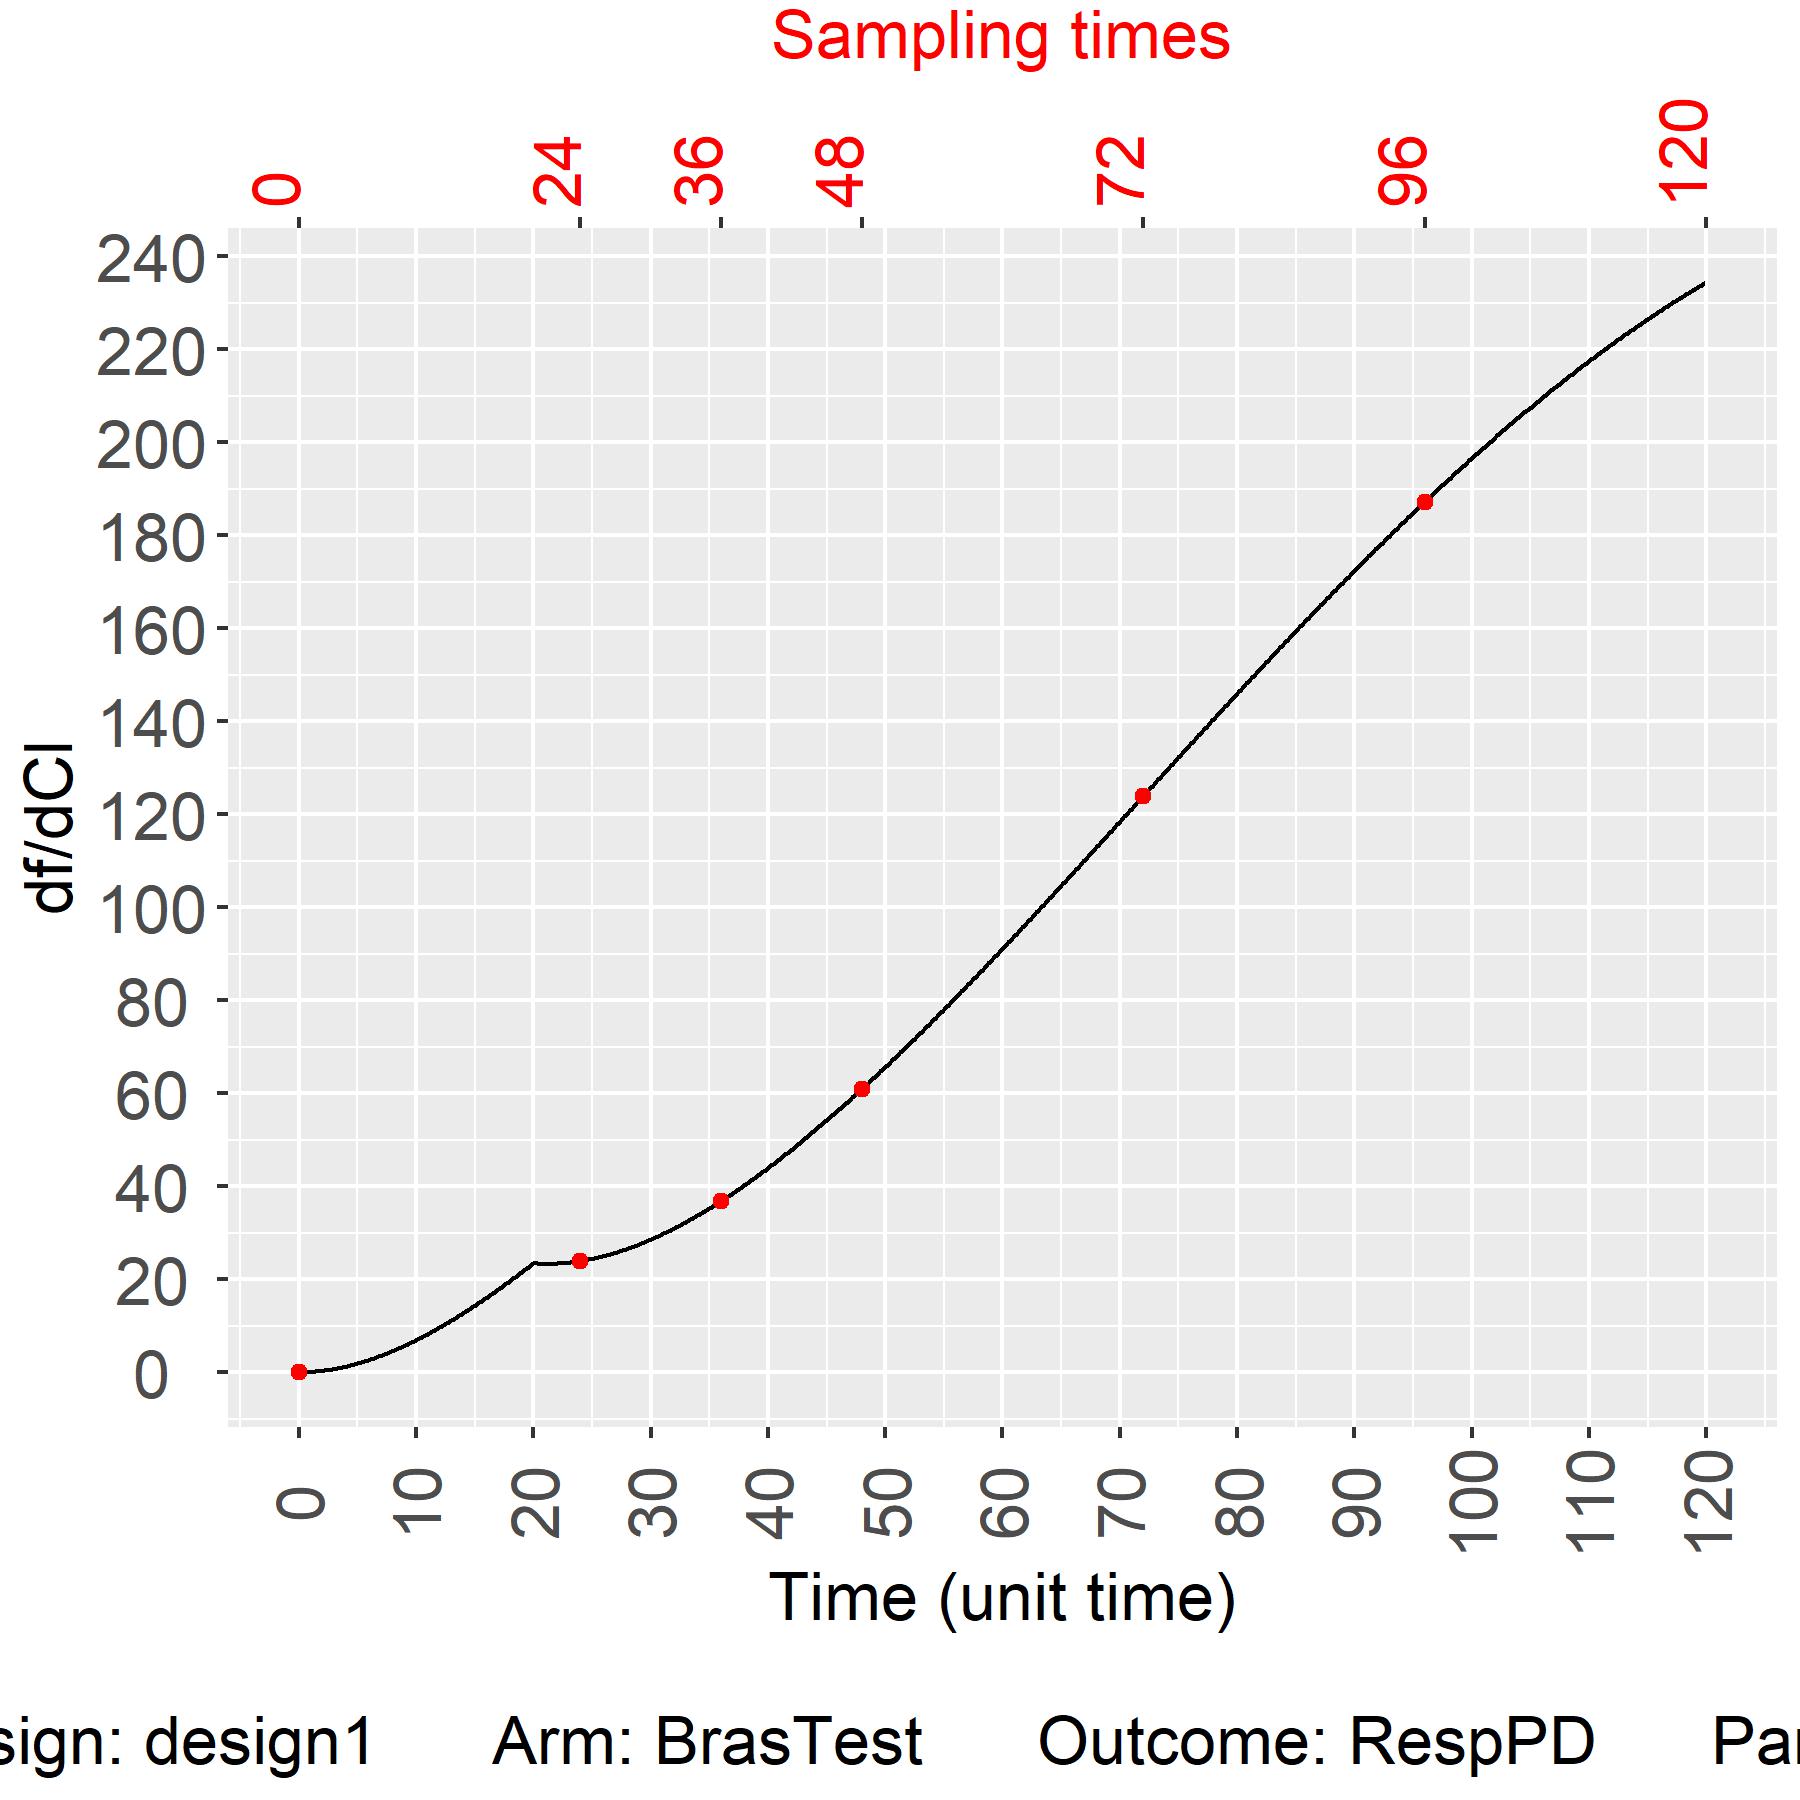 Sampling times
0 24 36 48 72 96 120
240
220
200
180
160
140
120
100
80
60
40
20
0
df/dCl
0 10 20 30 40 50 60 70 80 90 100 110 120
Time (unit time)
sign: design1 Arm: BrasTest Outcome: RespPD Par